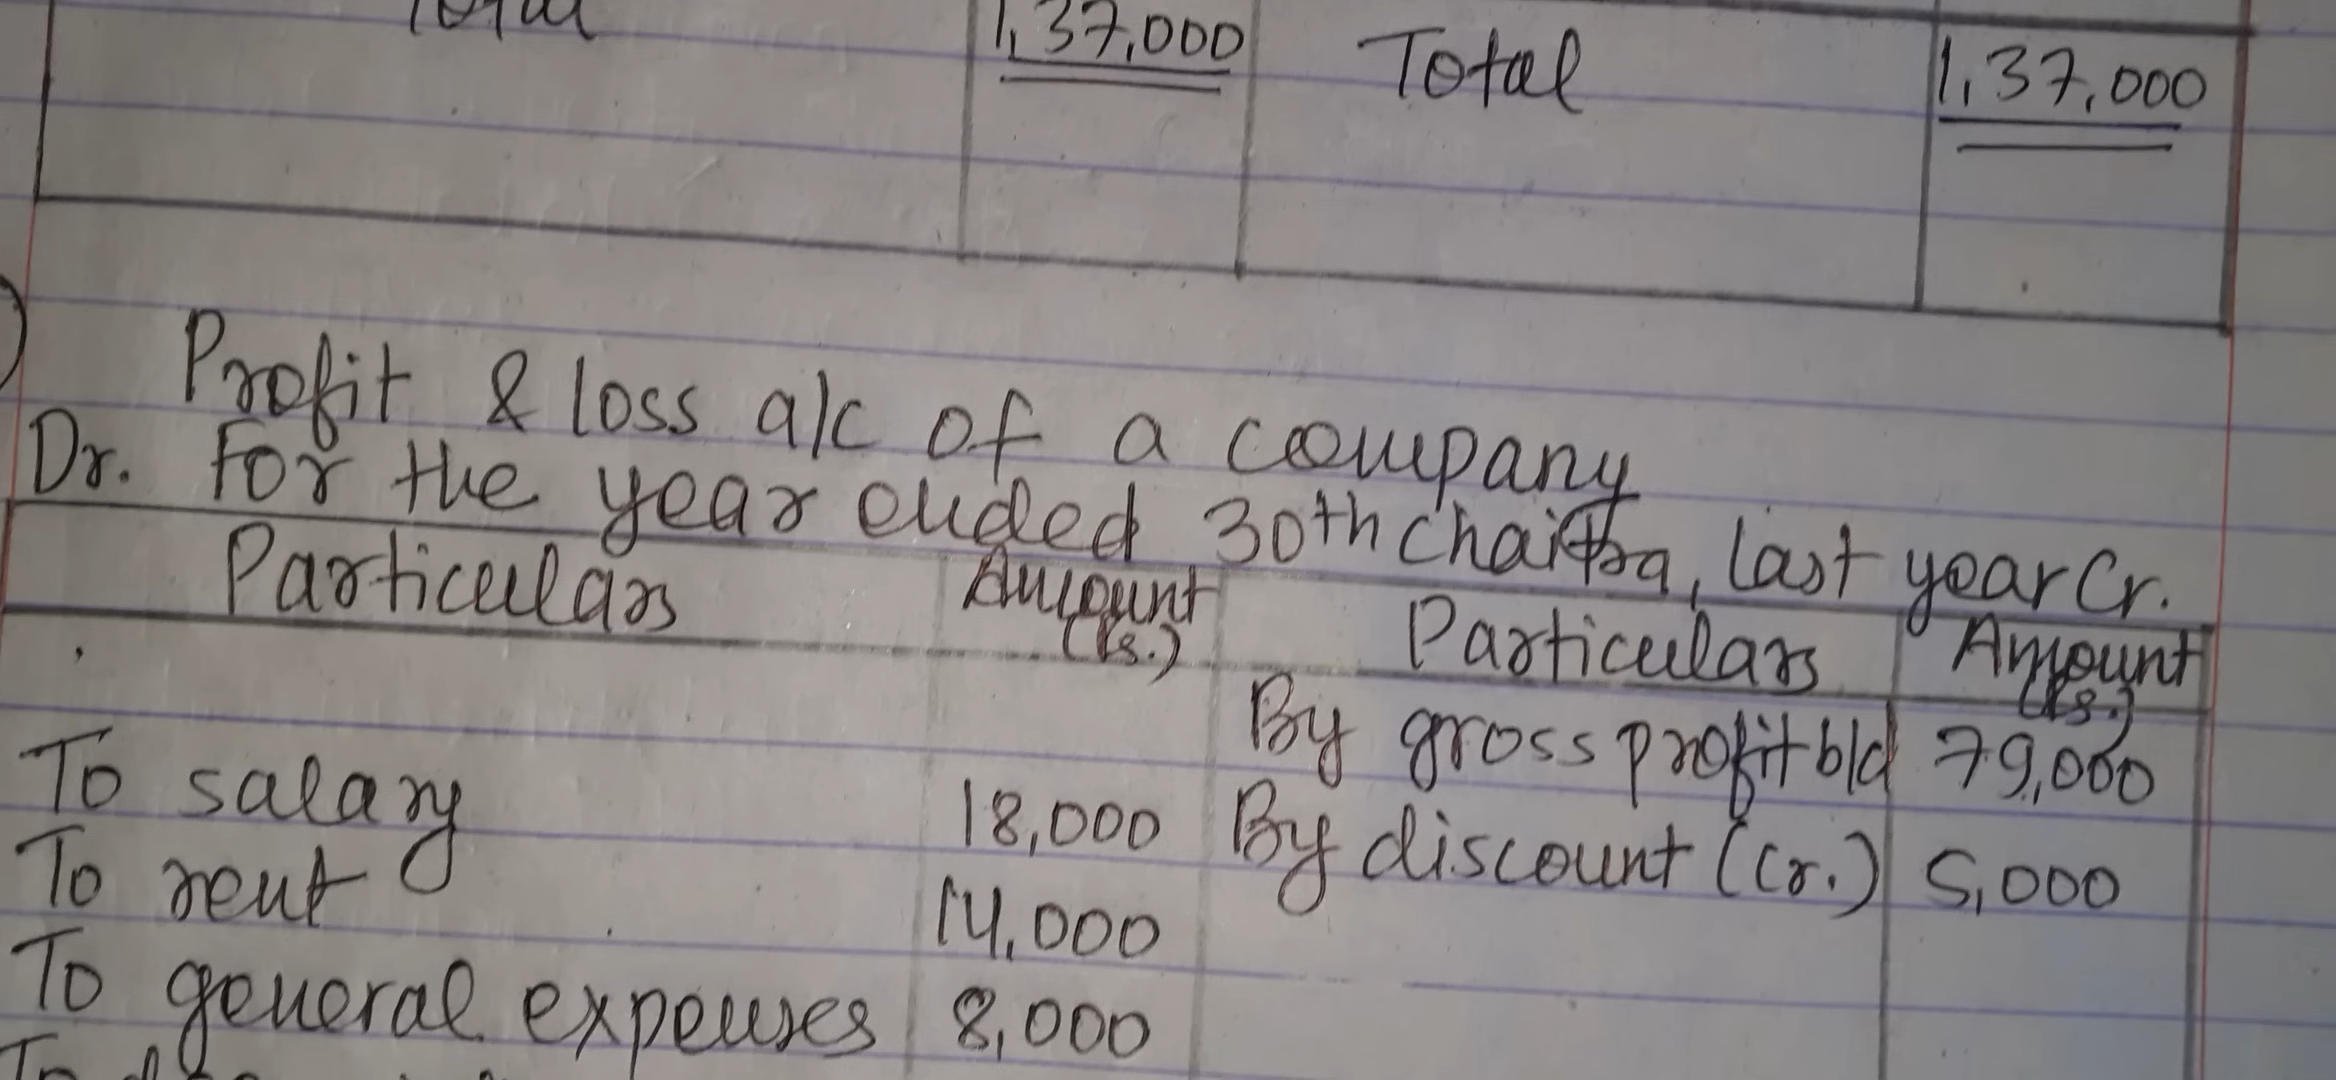 Total 1,37,000 Total 1,37,000
Profit & loss a/c of a company
Dr. For the year ended 30th chaitra, last year Cr.
Particulars Amount (Rs.) Particulars Amount (Rs.)
By gross profit b/d 79,000
To salary 18,000 By discount (Cr.) 5,000
To rent 14,000
To general expenses 8,000
To